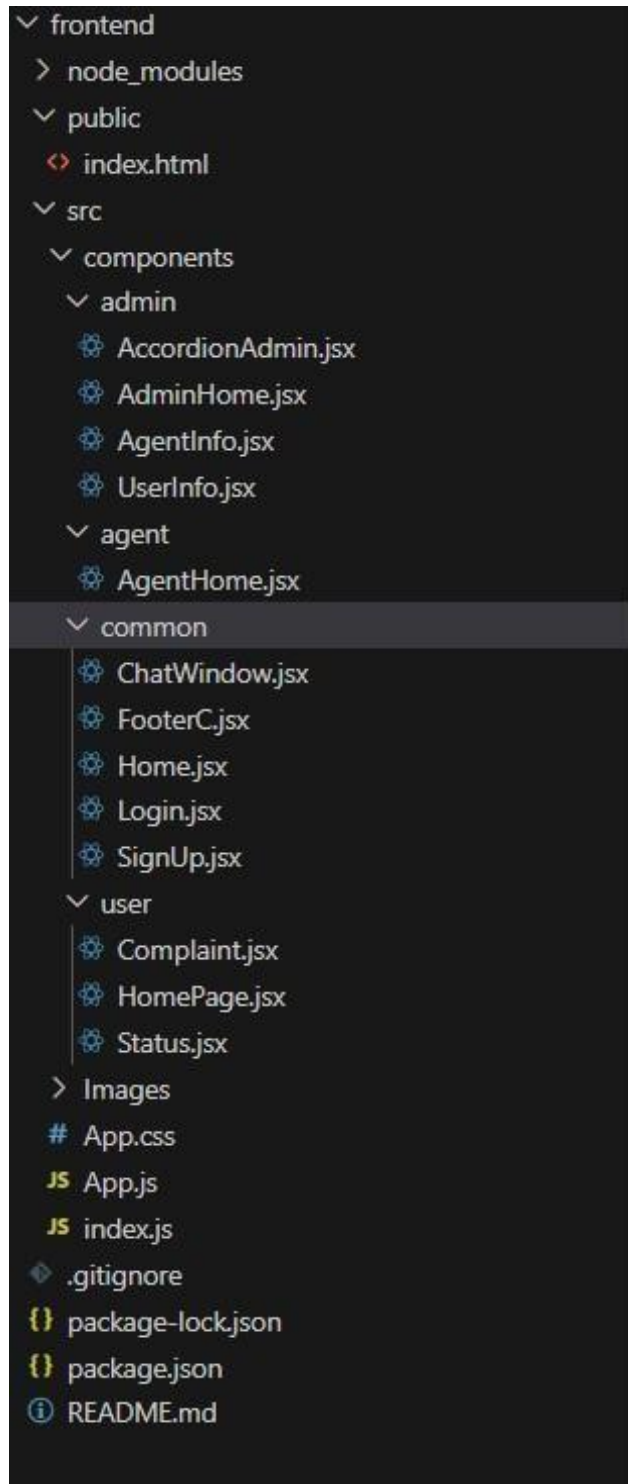 frontend
node_modules
public
<> index.html
src
components
admin
AccordionAdmin.jsx
AdminHome.jsx
AgentInfo.jsx
UserInfo.jsx
agent
AgentHome.jsx
common
ChatWindow.jsx
FooterC.jsx
Home.jsx
Login.jsx
SignUp.jsx
user
Complaint.jsx
HomePage.jsx
Status.jsx
Images
# App.css
JS App.js
JS index.js
.gitignore
{} package-lock.json
{} package.json
README.md